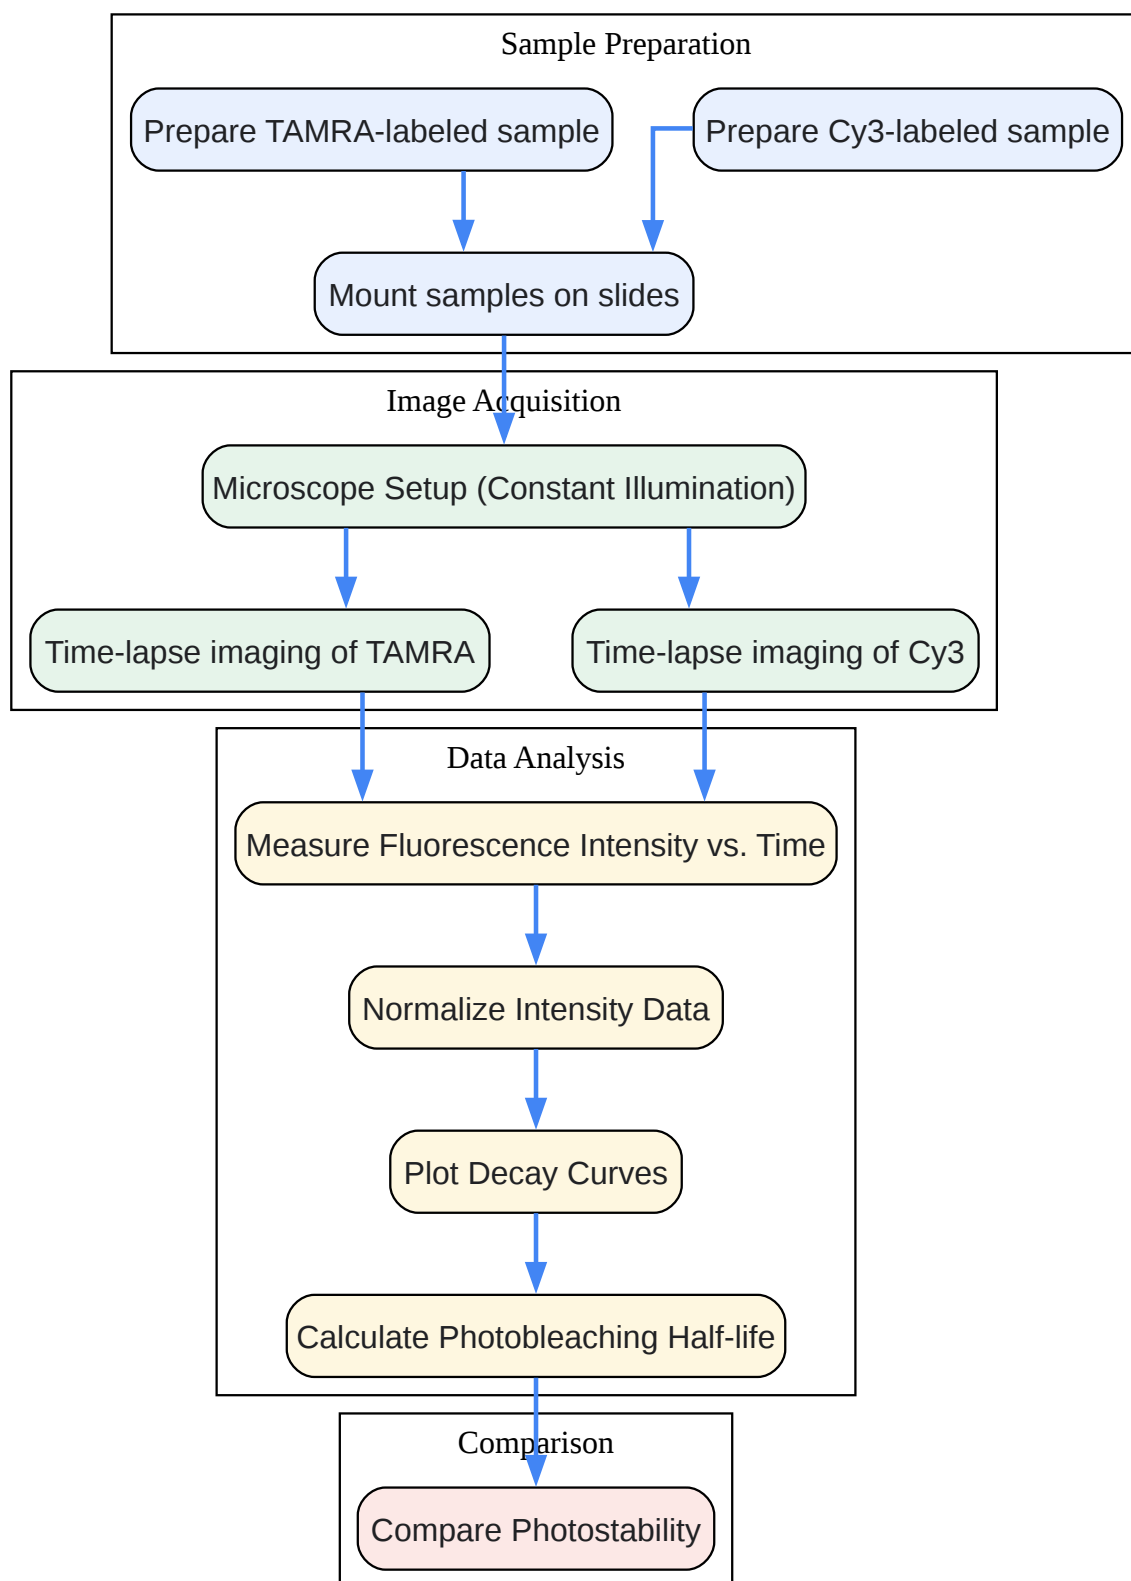 Sample Preparation
Prepare TAMRA-labeled sample
Prepare Cy3-labeled sample
Mount samples on slides
Image Acquisition
Microscope Setup (Constant Illumination)
Time-lapse imaging of TAMRA
Time-lapse imaging of Cy3
Data Analysis
Measure Fluorescence Intensity vs. Time
Normalize Intensity Data
Plot Decay Curves
Calculate Photobleaching Half-life
Comparison
Compare Photostability